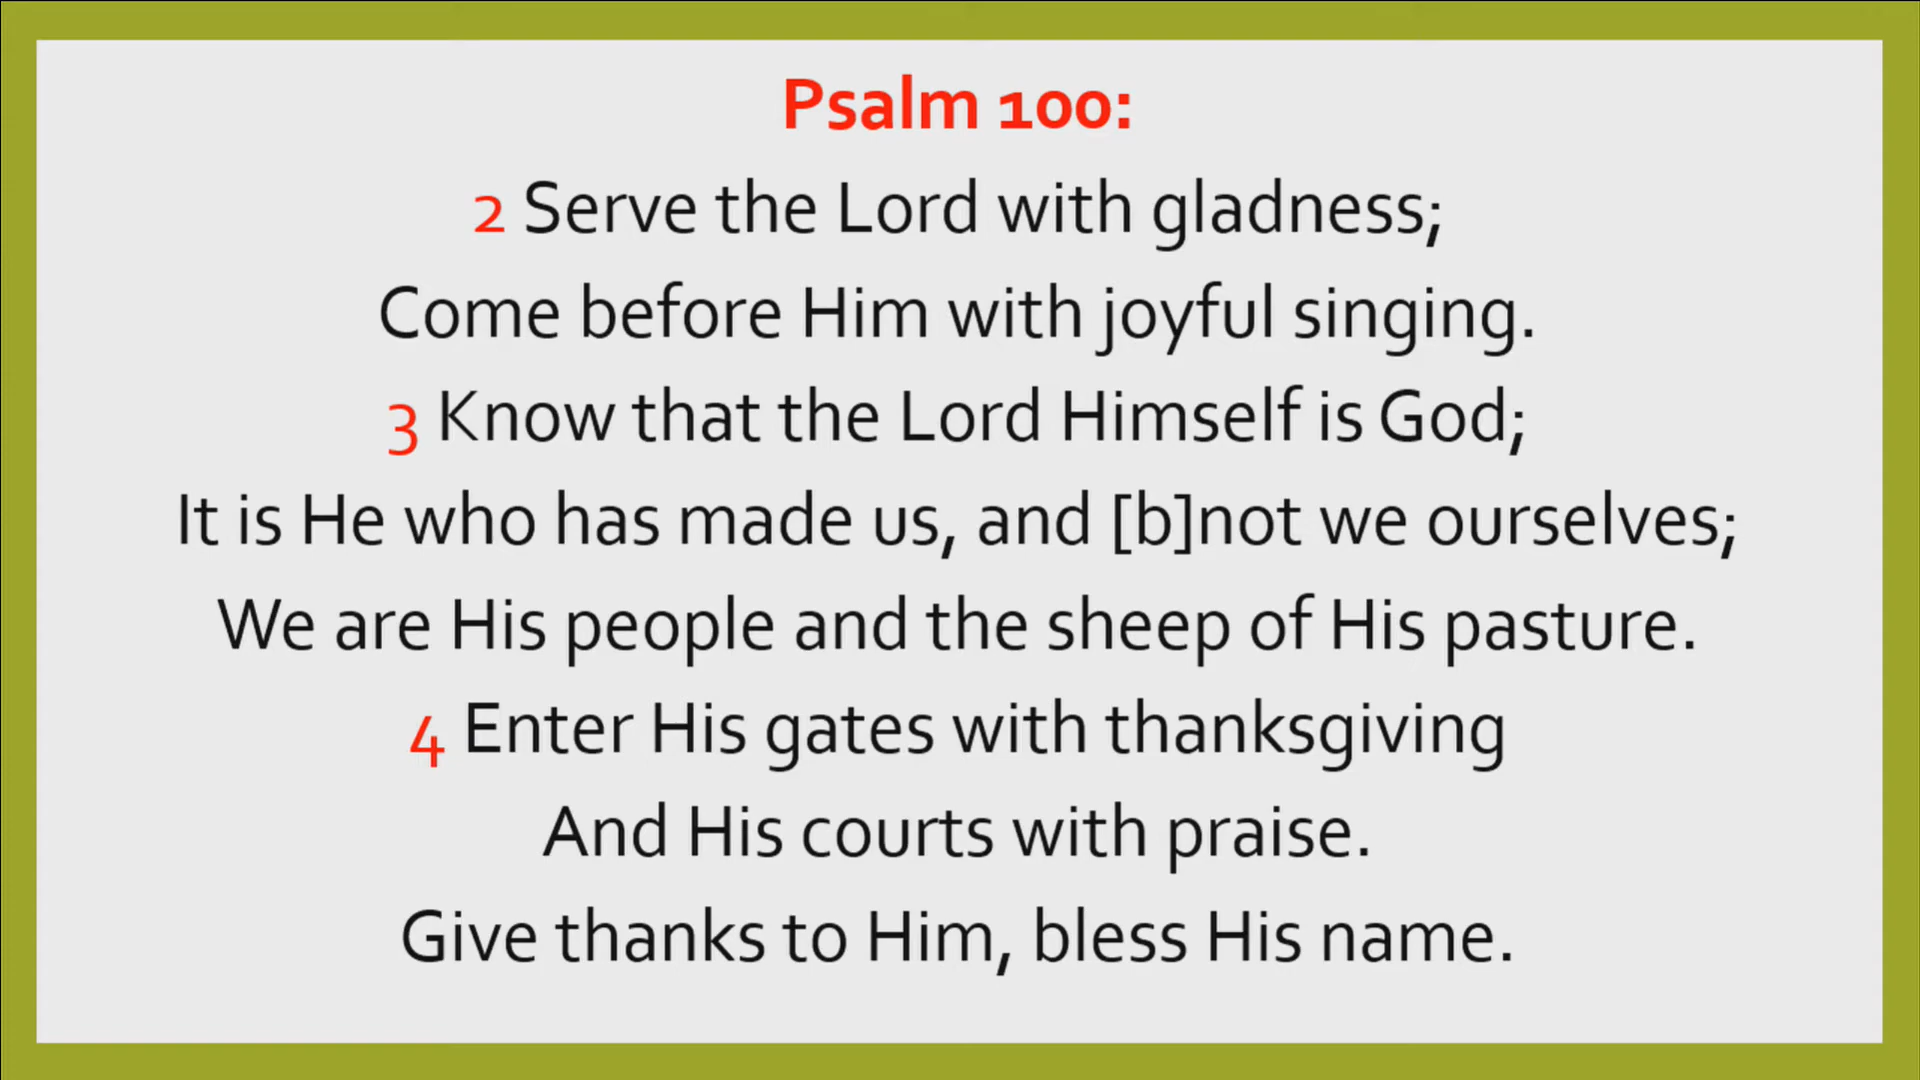 Psalm 100:
2 Serve the Lord with gladness;
Come before Him with joyful singing.
3 Know that the Lord Himself is God;
It is He who has made us, and [b]not we ourselves;
We are His people and the sheep of His pasture.
4 Enter His gates with thanksgiving
And His courts with praise.
Give thanks to Him, bless His name.